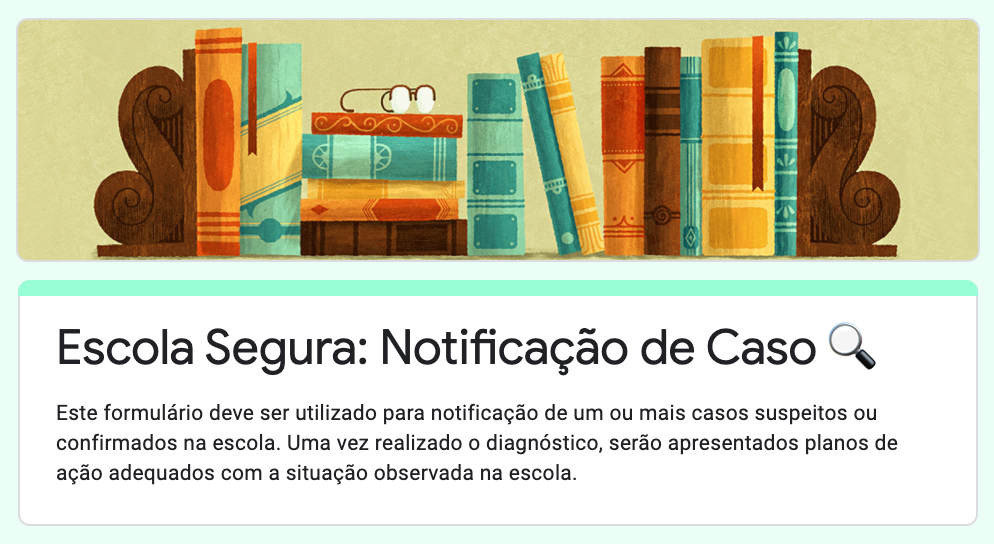 Escola Segura: Notificação de Caso 🔍
Este formulário deve ser utilizado para notificação de um ou mais casos suspeitos ou
confirmados na escola. Uma vez realizado o diagnóstico, serão apresentados planos de
ação adequados com a situação observada na escola.